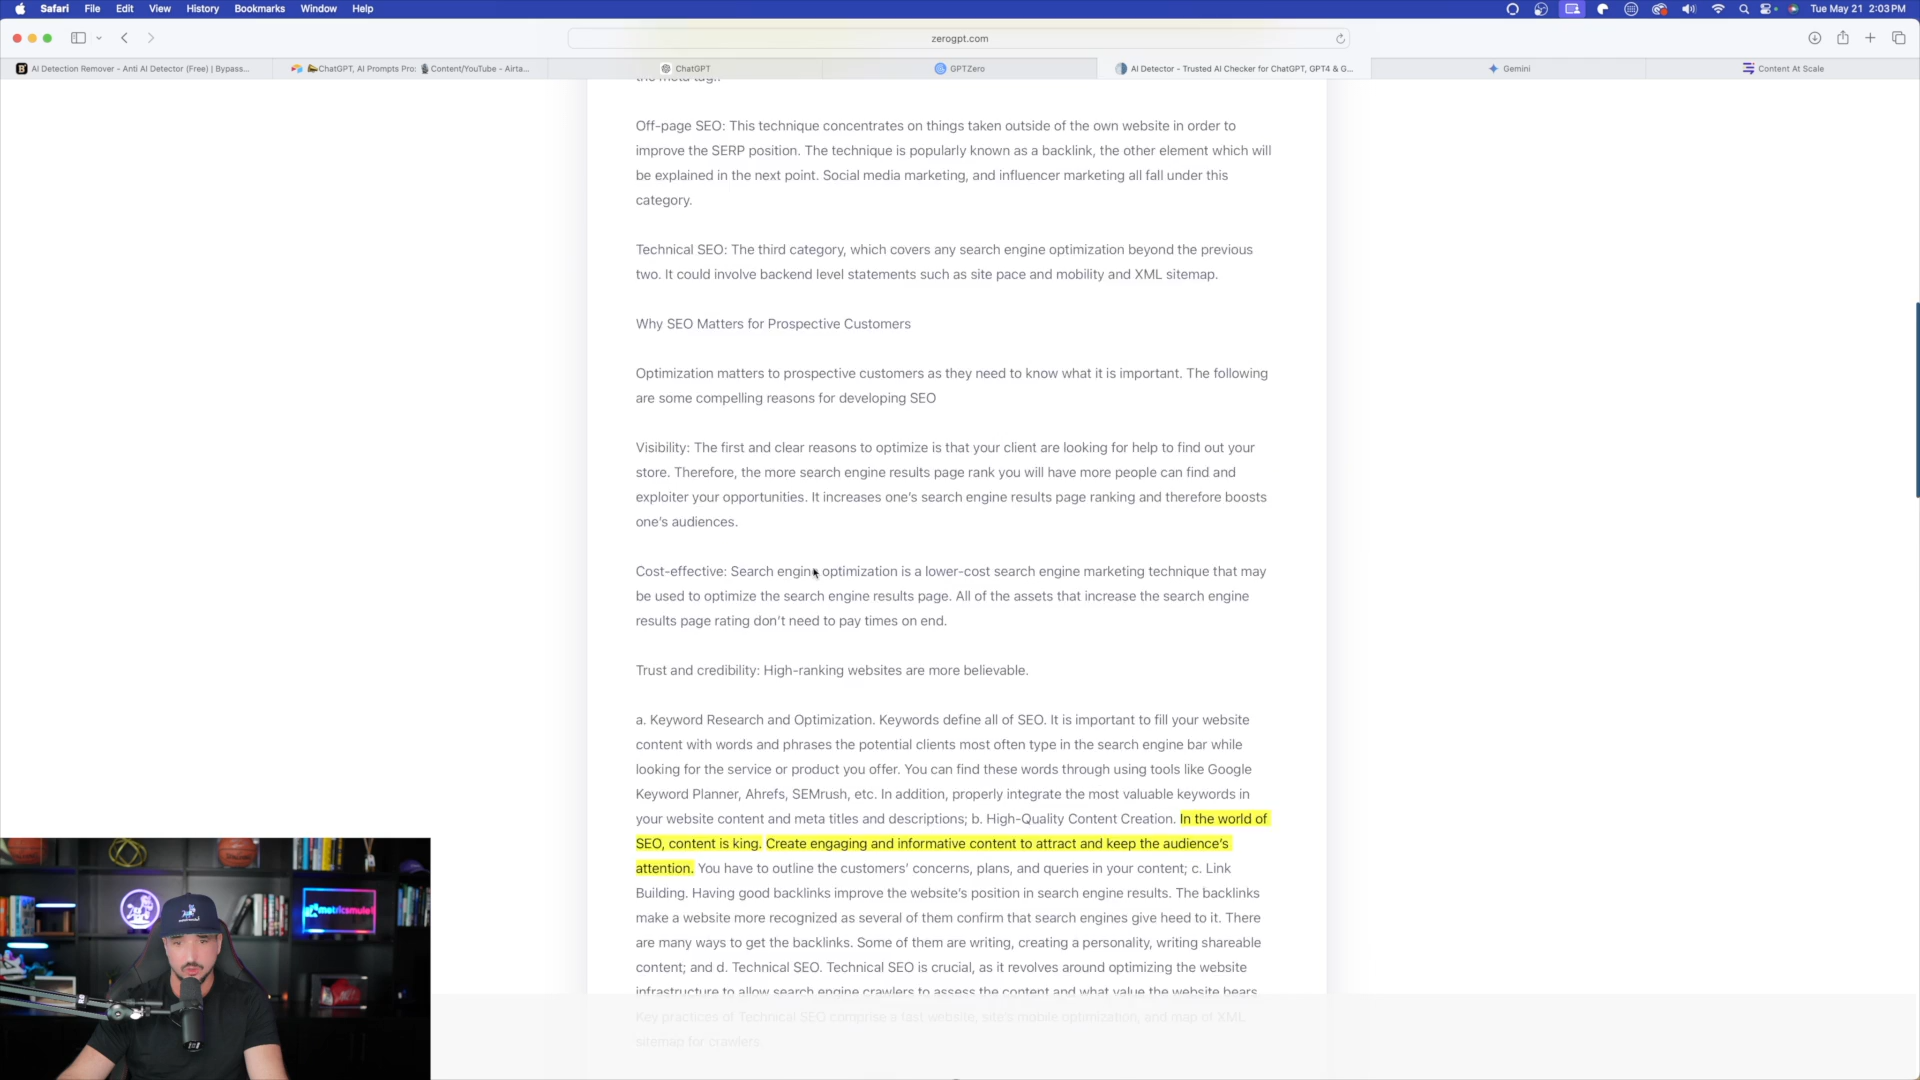 Safari File Edit View History Bookmarks Window Help Tue May 21 2:03 PM
zerogpt.com
AI Detection Remover - Anti AI Detector (Free) | Bypass... ChatGPT, AI Prompts Pro: Content/YouTube - Airta... ChatGPT GPTZero AI Detector - Trusted AI Checker for ChatGPT, GPT4 & G... Gemini Content At Scale
the meta tag..
Off-page SEO: This technique concentrates on things taken outside of the own website in order to
improve the SERP position. The technique is popularly known as a backlink, the other element which will
be explained in the next point. Social media marketing, and influencer marketing all fall under this
category.
Technical SEO: The third category, which covers any search engine optimization beyond the previous
two. It could involve backend level statements such as site pace and mobility and XML sitemap.
Why SEO Matters for Prospective Customers
Optimization matters to prospective customers as they need to know what it is important. The following
are some compelling reasons for developing SEO
Visibility: The first and clear reasons to optimize is that your client are looking for help to find out your
store. Therefore, the more search engine results page rank you will have more people can find and
exploiter your opportunities. It increases one's search engine results page ranking and therefore boosts
one's audiences.
Cost-effective: Search engine optimization is a lower-cost search engine marketing technique that may
be used to optimize the search engine results page. All of the assets that increase the search engine
results page rating don't need to pay times on end.
Trust and credibility: High-ranking websites are more believable.
a. Keyword Research and Optimization. Keywords define all of SEO. It is important to fill your website
content with words and phrases the potential clients most often type in the search engine bar while
looking for the service or product you offer. You can find these words through using tools like Google
Keyword Planner, Ahrefs, SEMrush, etc. In addition, properly integrate the most valuable keywords in
your website content and meta titles and descriptions; b. High-Quality Content Creation. In the world of
SEO, content is king. Create engaging and informative content to attract and keep the audience's
attention. You have to outline the customers' concerns, plans, and queries in your content; c. Link
Building. Having good backlinks improve the website's position in search engine results. The backlinks
make a website more recognized as several of them confirm that search engines give heed to it. There
are many ways to get the backlinks. Some of them are writing, creating a personality, writing shareable
content; and d. Technical SEO. Technical SEO is crucial, as it revolves around optimizing the website
infrastructure to allow search engine crawlers to assess the content and what value the website bears.
Key practices of Technical SEO comprise a fast website, site's mobile optimization, and map of XML
sitemap for crawlers.
metricsmule